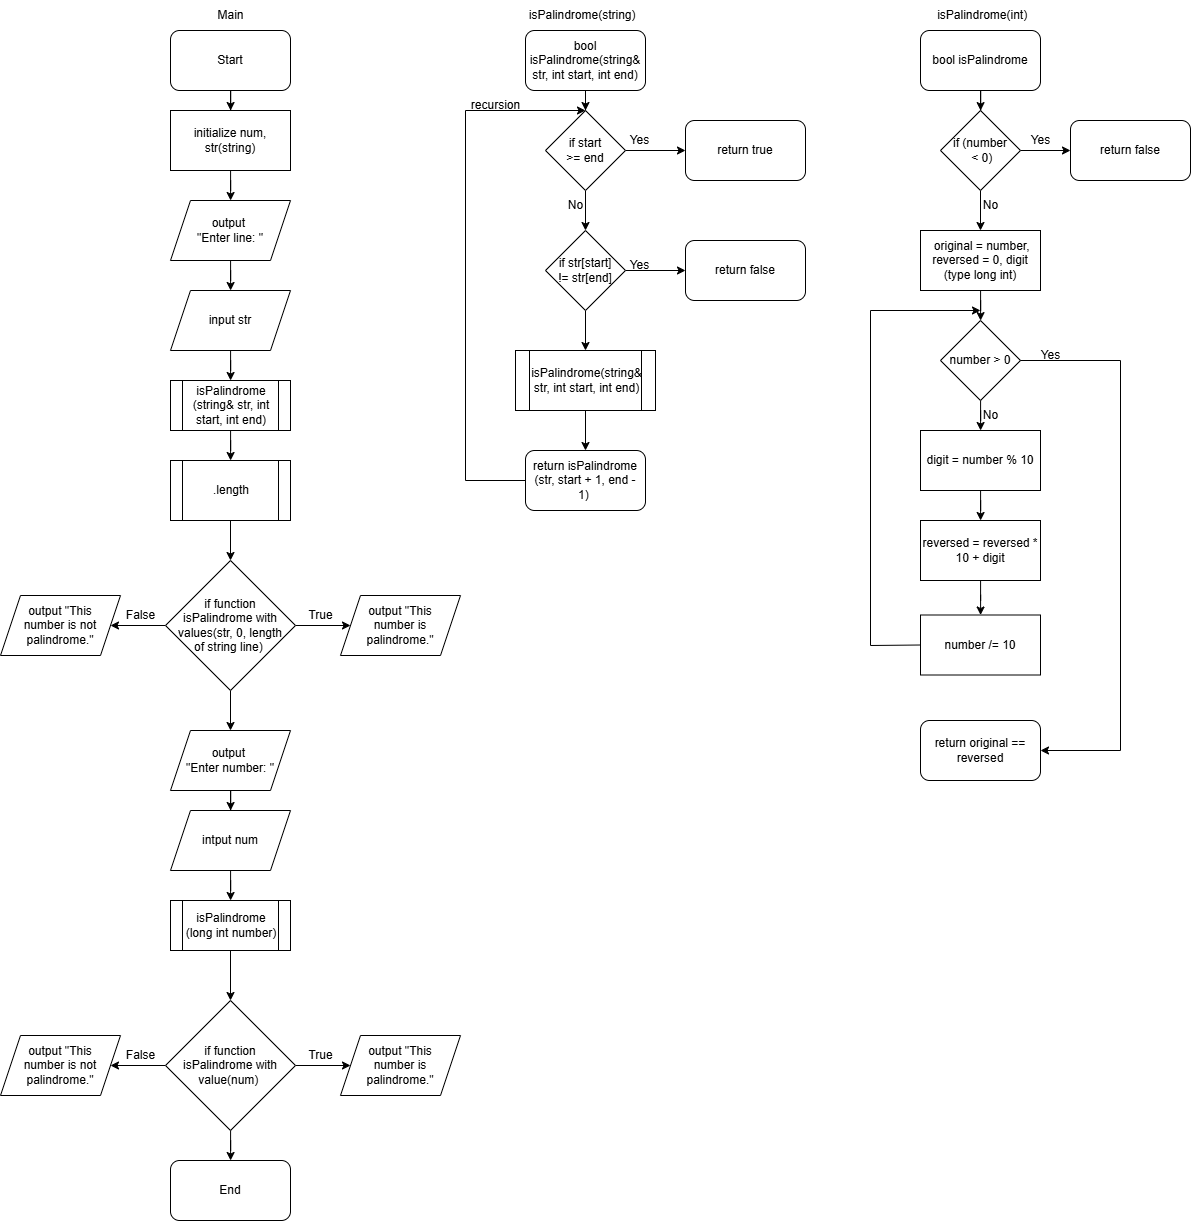 Main
Start
initialize num,
str(string)
output
"Enter line: "
input str
isPalindrome
(string& str, int
start, int end)
.length
if function
isPalindrome with
values(str, 0, length
of string line)
False
output "This
number is not
palindrome."
True
output "This
number is
palindrome."
output
"Enter number: "
intput num
isPalindrome
(long int number)
if function
isPalindrome with
value(num)
False
output "This
number is not
palindrome."
True
output "This
number is
palindrome."
End
isPalindrome(string)
bool
isPalindrome(string&
str, int start, int end)
recursion
if start
>= end
Yes
return true
No
if str[start]
!= str[end]
Yes
return false
isPalindrome(string&
str, int start, int end)
return isPalindrome
(str, start + 1, end -
1)
isPalindrome(int)
bool isPalindrome
if (number
< 0)
Yes
return false
No
original = number,
reversed = 0, digit
(type long int)
number > 0
Yes
No
digit = number % 10
reversed = reversed *
10 + digit
number /= 10
return original ==
reversed